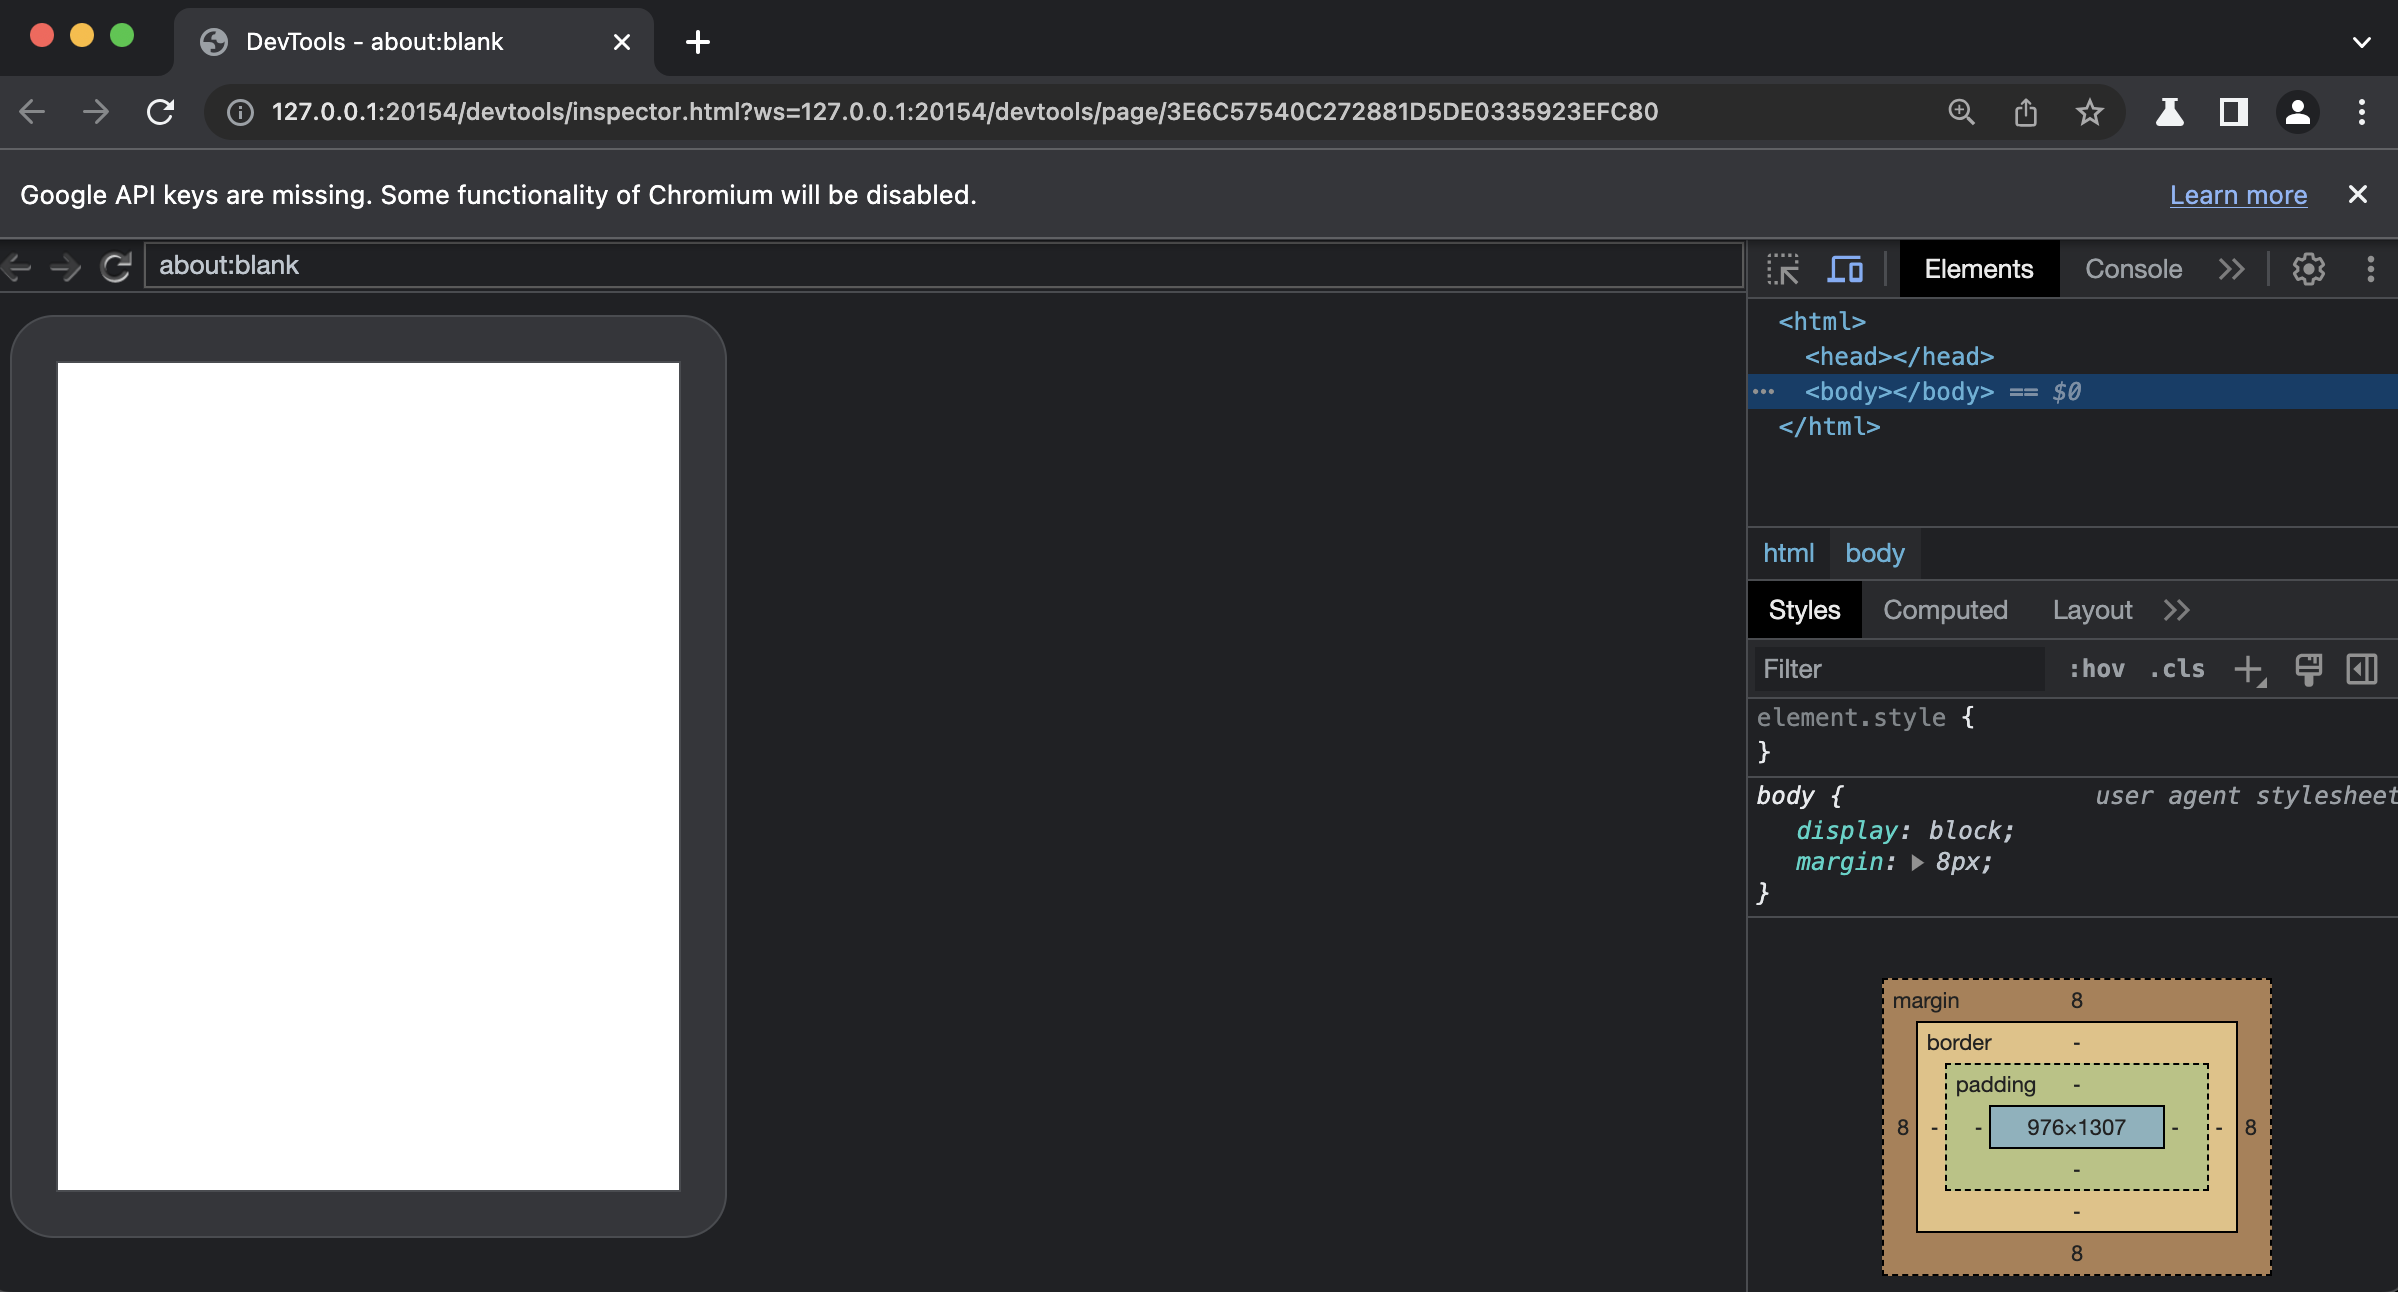 DevTools - about:blank
127.0.0.1:20154/devtools/inspector.html?ws=127.0.0.1:20154/devtools/page/3E6C57540C272881D5DE0335923EFC80
Google API keys are missing. Some functionality of Chromium will be disabled.
Learn more
about:blank
Elements
Console
<html>
<head></head>
··· <body></body> == $0
</html>
html
body
Styles
Computed
Layout
Filter
:hov
.cls
element.style {
}
body {
user agent stylesheet
display: block;
margin: 8px;
}
margin 8
border -
padding -
8 - - 976×1307 - - 8
-
-
8